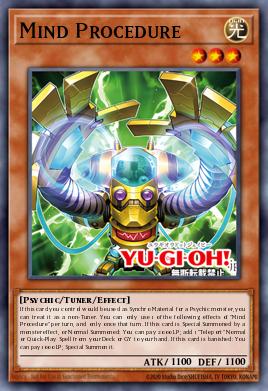 Mind Procedure
光
YU-GI-OH!
無断転載禁止
[Psychic/Tuner/Effect]
If this card you control would be used as Synchro Material for a Psychic monster, you
can treat it as a non-Tuner. You can only use 1 of the following effects of "Mind
Procedure" per turn, and only once that turn. If this card is Special Summoned by a
monster effect, or Normal Summoned: You can pay 1200 LP; add 1 "Teleport" Normal
or Quick-Play Spell from your Deck or GY to your hand. If this card is banished: You
can pay 1200 LP; Special Summon it.
ATK/1100 DEF/1100